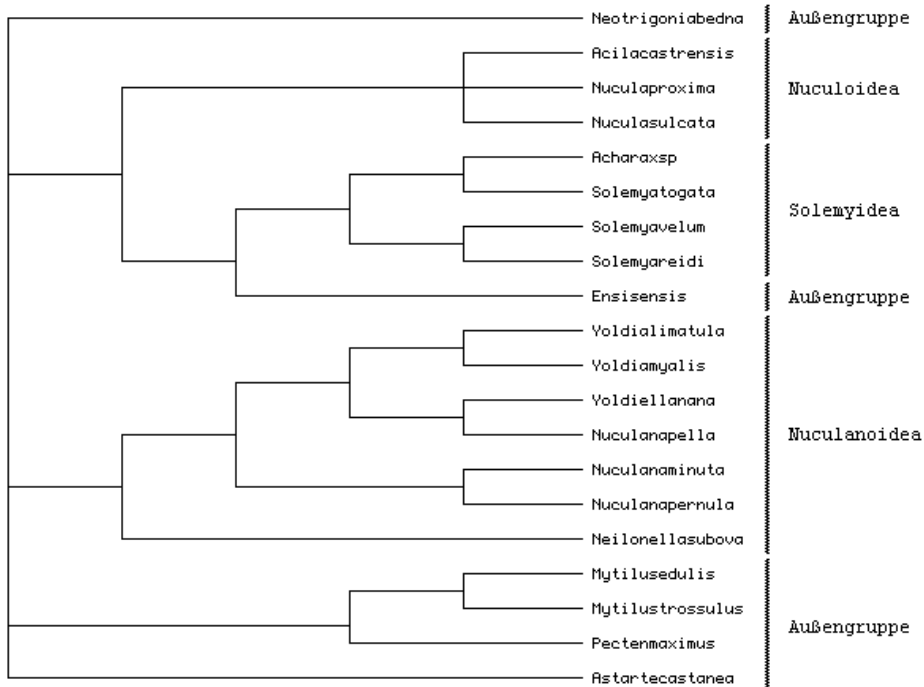 Neotrigoniabedna Außengruppe
Acilacastrensis
Nuculaproxima Nuculoidea
Nuculasulcata
Acharaxsp
Solemyatogata
Solemyidea
Solemyavelum
Solemyareidi
Ensisensis Außengruppe
Yoldialimatula
Yoldiamyalis
Yoldiellanana
Nuculanapella Nuculanoidea
Nuculanaminuta
Nuculanapernula
Neilonellasubova
Mytilusedulis
Mytilustrossulus
Außengruppe
Pectenmaximus
Astartecastanea